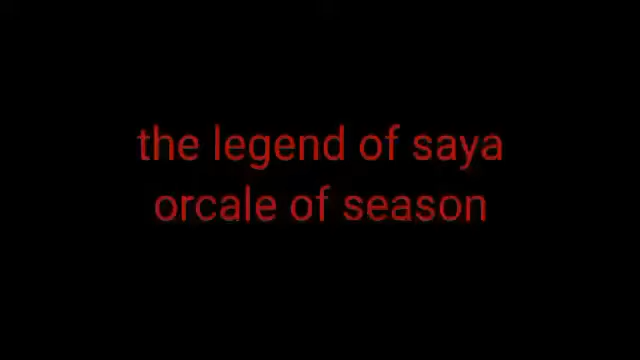 the legend of saya
orcale of season